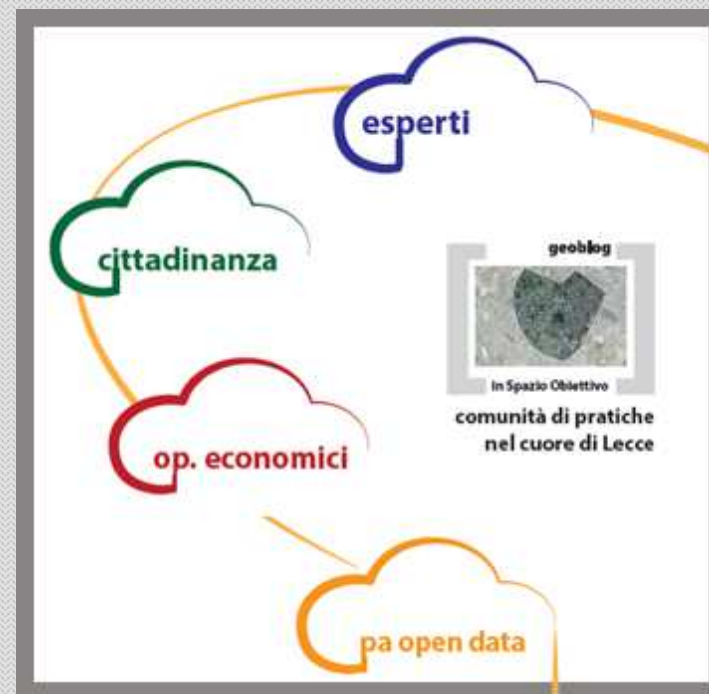 esperti
cittadinanza
geoblog
in Spazio Obiettivo
comunità di pratiche
nel cuore di Lecce
op. economici
pa open data